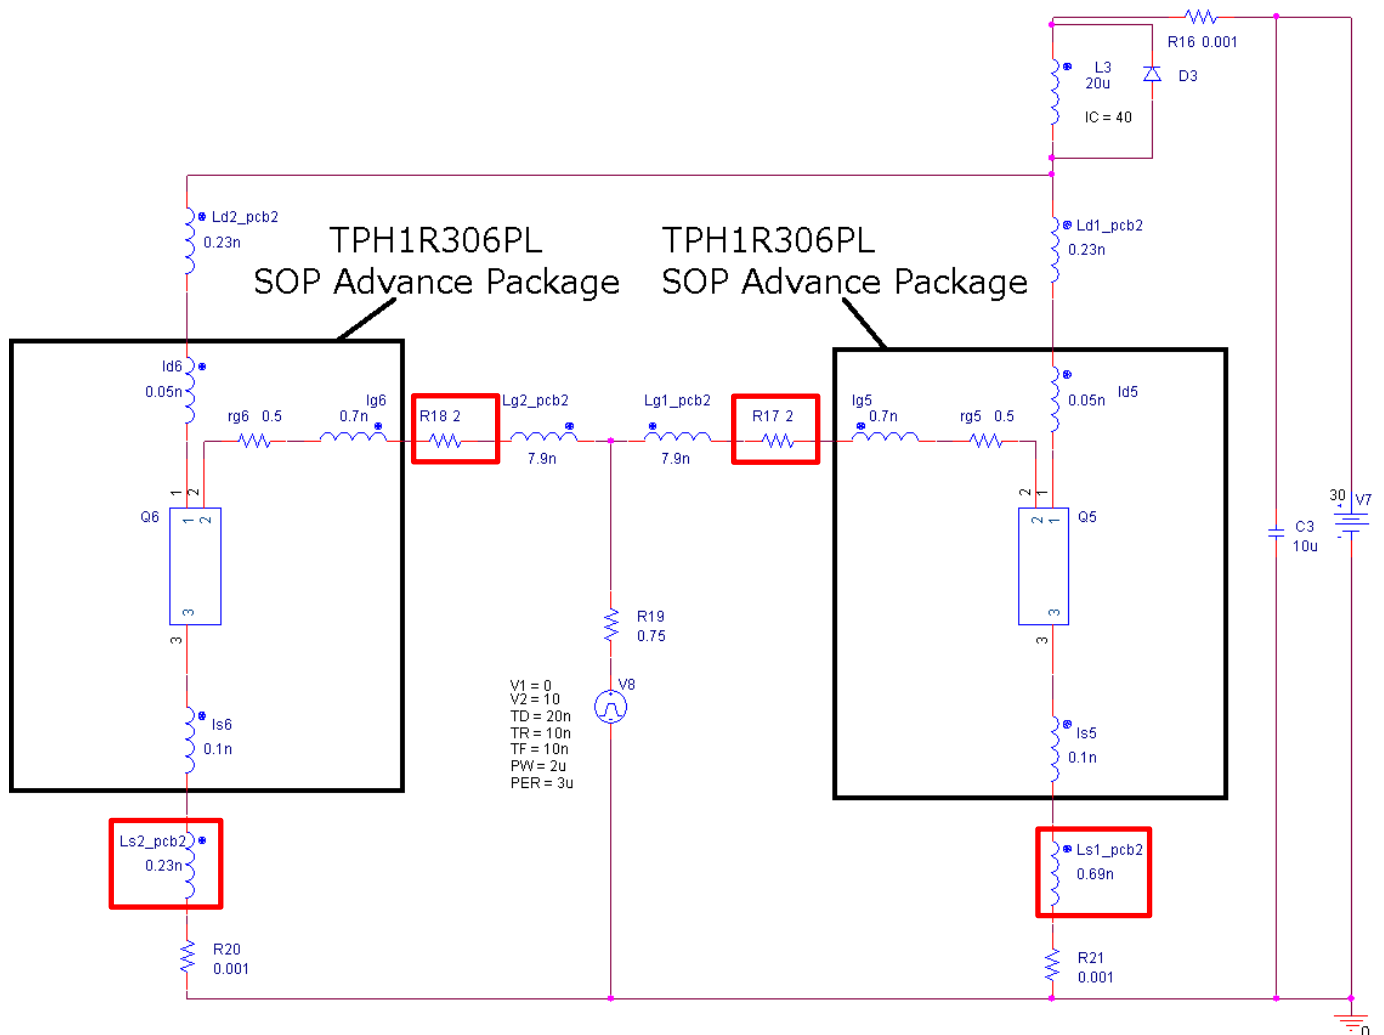 R16 0.001
L3
20u
IC = 40
D3
Ld2_pcb2
0.23n
TPH1R306PL
SOP Advance Package
TPH1R306PL
SOP Advance Package
Ld1_pcb2
0.23n
ld6
0.05n
rg6 0.5
lg6
0.7n
R18 2
Lg2_pcb2
7.9n
Lg1_pcb2
7.9n
R17 2
lg5
0.7n
rg5 0.5
ld5
0.05n
1
2
Q6
1
2
3
3
2
1
Q5
2
1
3
3
30
V7
C3
10u
R19
0.75
V8
V1 = 0
V2 = 10
TD = 20n
TR = 10n
TF = 10n
PW = 2u
PER = 3u
ls6
0.1n
ls5
0.1n
Ls2_pcb2
0.23n
Ls1_pcb2
0.69n
R20
0.001
R21
0.001
0